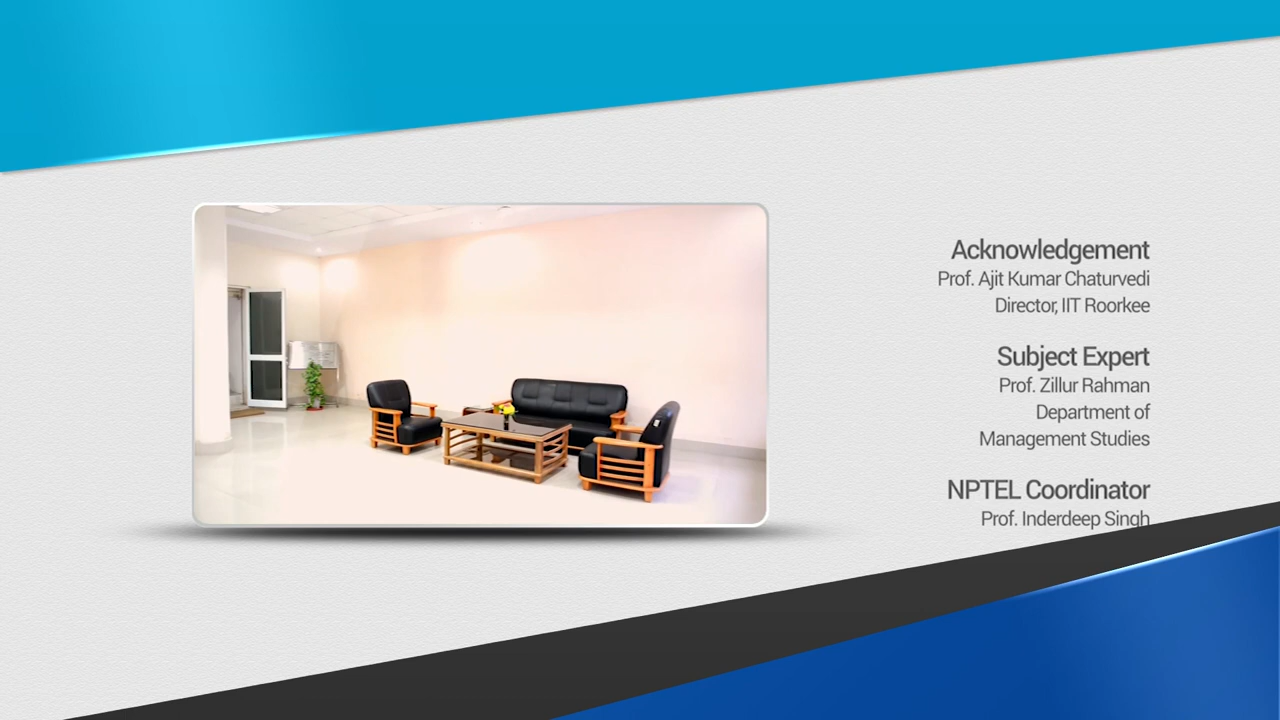 Acknowledgement
Prof. Ajit Kumar Chaturvedi
Director, IIT Roorkee
Subject Expert
Prof. Zillur Rahman
Department of
Management Studies
NPTEL Coordinator
Prof. Inderdeep Singh